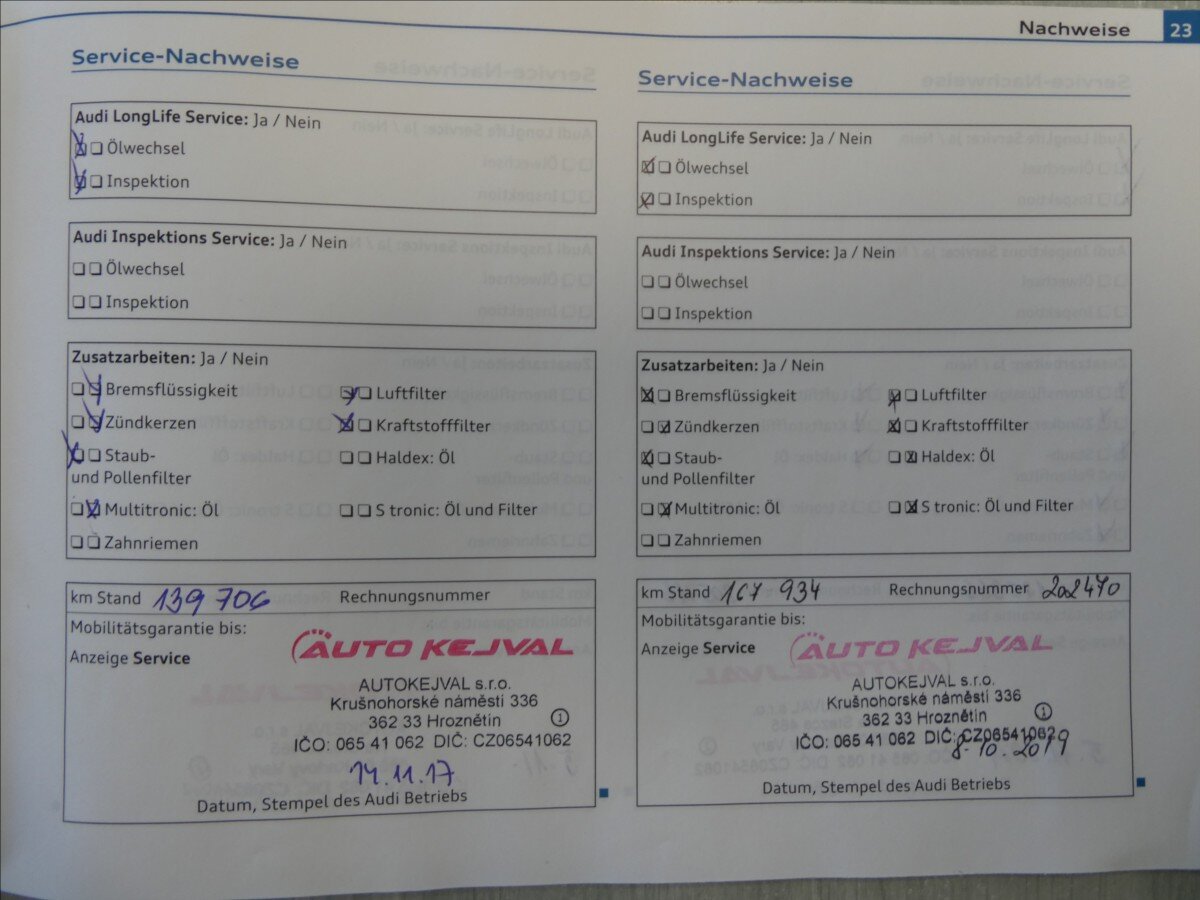 Nachweise 23
Service-Nachweise
Audi LongLife Service: Ja / Nein
Ölwechsel
Inspektion
Audi Inspektions Service: Ja / Nein
Ölwechsel
Inspektion
Zusatzarbeiten: Ja / Nein
Bremsflüssigkeit Luftfilter
Zündkerzen Kraftstofffilter
Staub- Haldex: Öl
und Pollenfilter
Multitronic: Öl S tronic: Öl und Filter
Zahnriemen
km Stand 139 706 Rechnungsnummer
Mobilitätsgarantie bis:
AUTO KEJVAL
Anzeige Service
AUTOKEJVAL s.r.o.
Krušnohorské náměstí 336
362 33 Hroznětín 1
IČO: 065 41 062 DIČ: CZ06541062
14.11.17
Datum, Stempel des Audi Betriebs
Service-Nachweise
Audi LongLife Service: Ja / Nein
Ölwechsel
Inspektion
Audi Inspektions Service: Ja / Nein
Ölwechsel
Inspektion
Zusatzarbeiten: Ja / Nein
Bremsflüssigkeit Luftfilter
Zündkerzen Kraftstofffilter
Staub- Haldex: Öl
und Pollenfilter
Multitronic: Öl S tronic: Öl und Filter
Zahnriemen
km Stand 167 934 Rechnungsnummer 202470
Mobilitätsgarantie bis:
AUTO KEJVAL
Anzeige Service
AUTOKEJVAL s.r.o.
Krušnohorské náměstí 336
362 33 Hroznětín 1
IČO: 065 41 062 DIČ: CZ06541062
8.10.2019
Datum, Stempel des Audi Betriebs